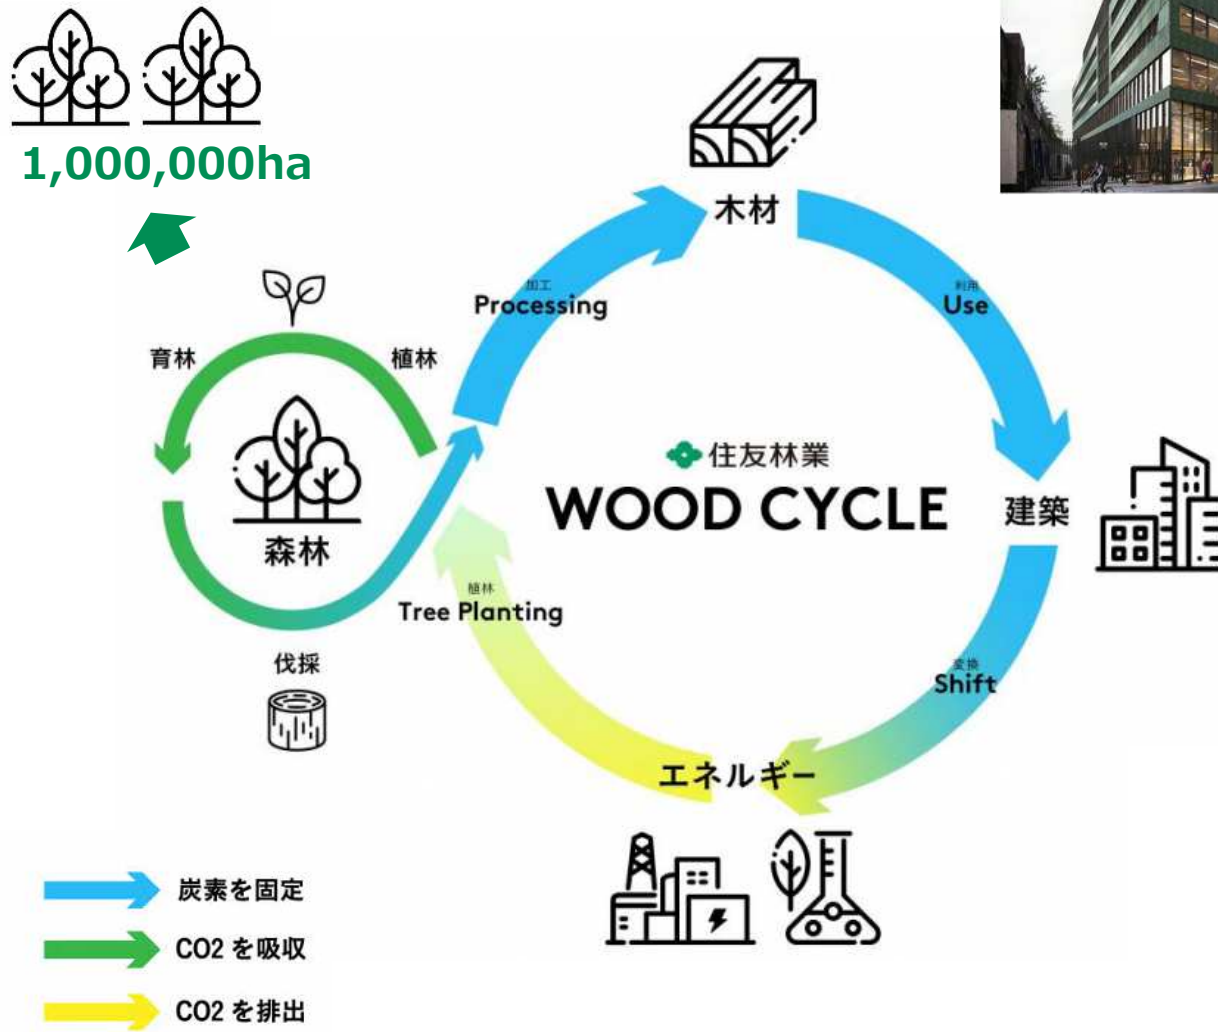 1,000,000ha
木材
加工
Processing
利用
Use
育林
植林
住友林業
WOOD CYCLE
建築
森林
植林
Tree Planting
伐採
変換
Shift
エネルギー
炭素を固定
CO2 を吸収
CO2 を排出